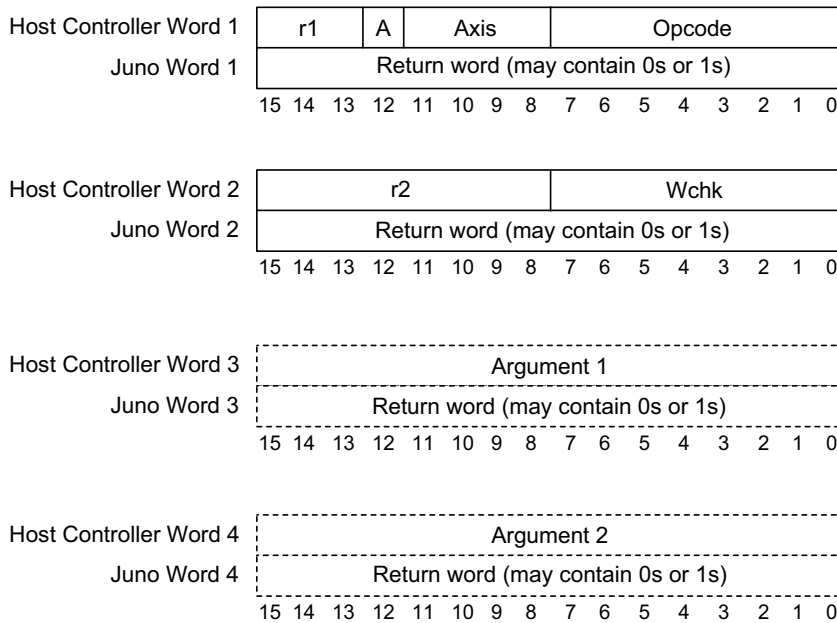 Host Controller Word 1 r1 A Axis Opcode
Juno Word 1 Return word (may contain 0s or 1s)
15 14 13 12 11 10 9 8 7 6 5 4 3 2 1 0
Host Controller Word 2 r2 Wchk
Juno Word 2 Return word (may contain 0s or 1s)
15 14 13 12 11 10 9 8 7 6 5 4 3 2 1 0
Host Controller Word 3 Argument 1
Juno Word 3 Return word (may contain 0s or 1s)
15 14 13 12 11 10 9 8 7 6 5 4 3 2 1 0
Host Controller Word 4 Argument 2
Juno Word 4 Return word (may contain 0s or 1s)
15 14 13 12 11 10 9 8 7 6 5 4 3 2 1 0